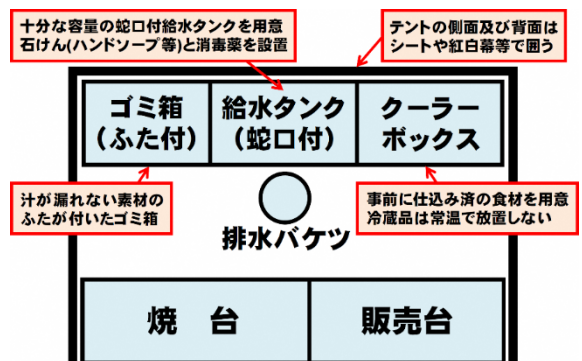 十分な容量の蛇口付給水タンクを用意
石けん(ハンドソープ等)と消毒薬を設置
テントの側面及び背面は
シートや紅白幕等で囲う
ゴミ箱
(ふた付)
給水タンク
(蛇口付)
クーラー
ボックス
汁が漏れない素材の
ふたが付いたゴミ箱
事前に仕込み済の食材を用意
冷蔵品は常温で放置しない
排水バケツ
焼 台
販売台